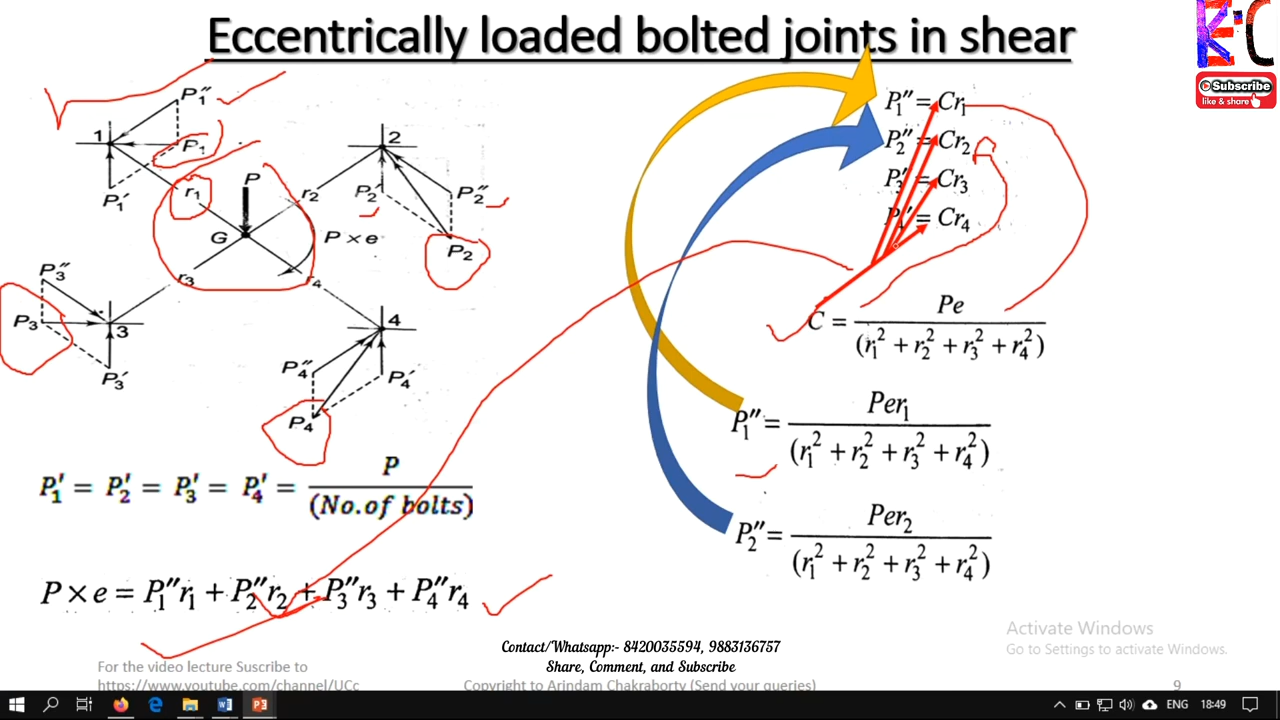 Eccentrically loaded bolted joints in shear
KEC
Subscribe
like & share
P₁″
1
P₁
P₁′
r₁
P
r₂
2
P₂′
P₂″
P₂
G
P x e
r₃
r₄
P₃″
P₃
3
P₃′
4
P₄″
P₄′
P₄
P₁″ = Cr₁
P₂″ = Cr₂
P₃″ = Cr₃
P₄″ = Cr₄
C = Pe / (r₁² + r₂² + r₃² + r₄²)
P₁″ = Per₁ / (r₁² + r₂² + r₃² + r₄²)
P₂″ = Per₂ / (r₁² + r₂² + r₃² + r₄²)
P₁′ = P₂′ = P₃′ = P₄′ = P / (No.of bolts)
P × e = P₁″r₁ + P₂″r₂ + P₃″r₃ + P₄″r₄
Contact/Whatsapp:- 8420035594, 9883136757
Share, Comment, and Subscribe
Activate Windows
Go to Settings to activate Windows.
For the video lecture Suscribe to
https://www.youtube.com/channel/UCc
Copyright to Arindam Chakraborty (Send your queries)
9
ENG
18:49